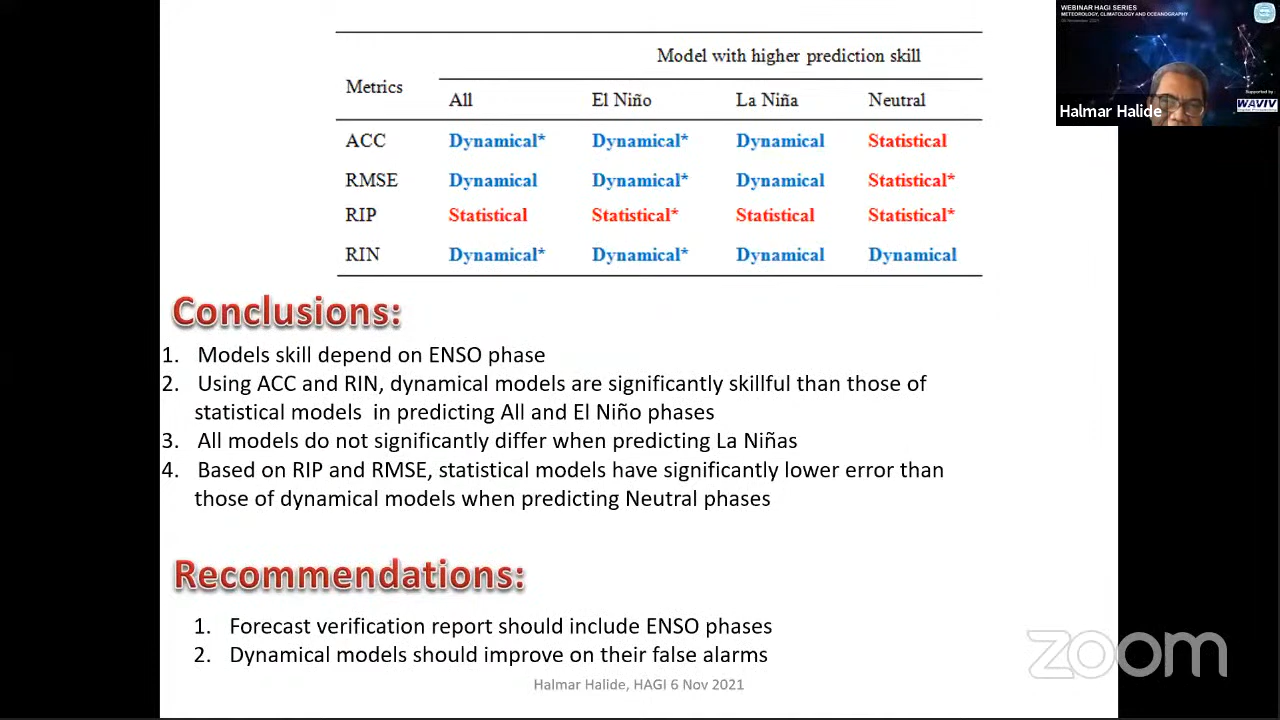 Model with higher prediction skill
Metrics
All El Niño La Niña Neutral
ACC Dynamical* Dynamical* Dynamical Statistical
RMSE Dynamical Dynamical* Dynamical Statistical*
RIP Statistical Statistical* Statistical Statistical*
RIN Dynamical* Dynamical* Dynamical Dynamical
Conclusions:
1. Models skill depend on ENSO phase
2. Using ACC and RIN, dynamical models are significantly skillful than those of
statistical models in predicting All and El Niño phases
3. All models do not significantly differ when predicting La Niñas
4. Based on RIP and RMSE, statistical models have significantly lower error than
those of dynamical models when predicting Neutral phases
Recommendations:
1. Forecast verification report should include ENSO phases
2. Dynamical models should improve on their false alarms
Halmar Halide, HAGI 6 Nov 2021
WEBINAR HAGI SERIES
METEOROLOGY, CLIMATOLOGY AND OCEANOGRAPHY
Supported by :
WAVIV
Halmar Halide
zoom